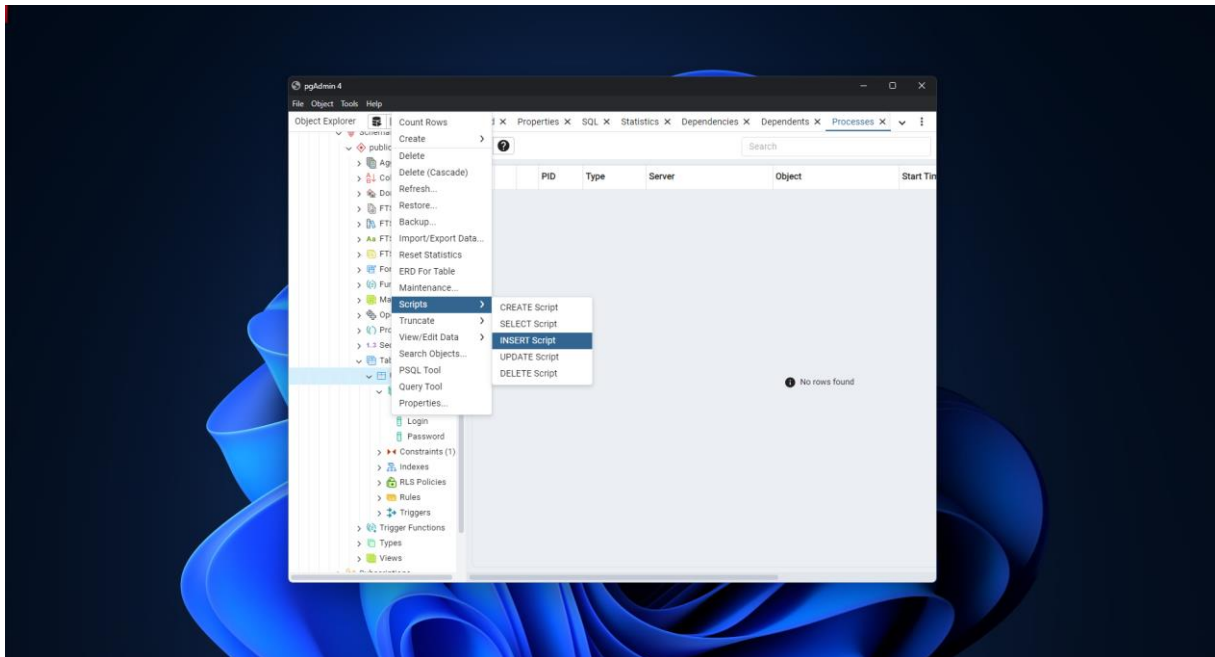 pgAdmin 4
File Object Tools Help
Object Explorer
Properties SQL Statistics Dependencies Dependents Processes
Search
PID Type Server Object Start Tin
public
No rows found
Count Rows
Create
Delete
Delete (Cascade)
Refresh...
Restore...
Backup...
Import/Export Data...
Reset Statistics
ERD For Table
Maintenance...
Scripts
Truncate
View/Edit Data
Search Objects...
PSQL Tool
Query Tool
Properties...
CREATE Script
SELECT Script
INSERT Script
UPDATE Script
DELETE Script
Login
Password
Constraints (1)
Indexes
RLS Policies
Rules
Triggers
Trigger Functions
Types
Views